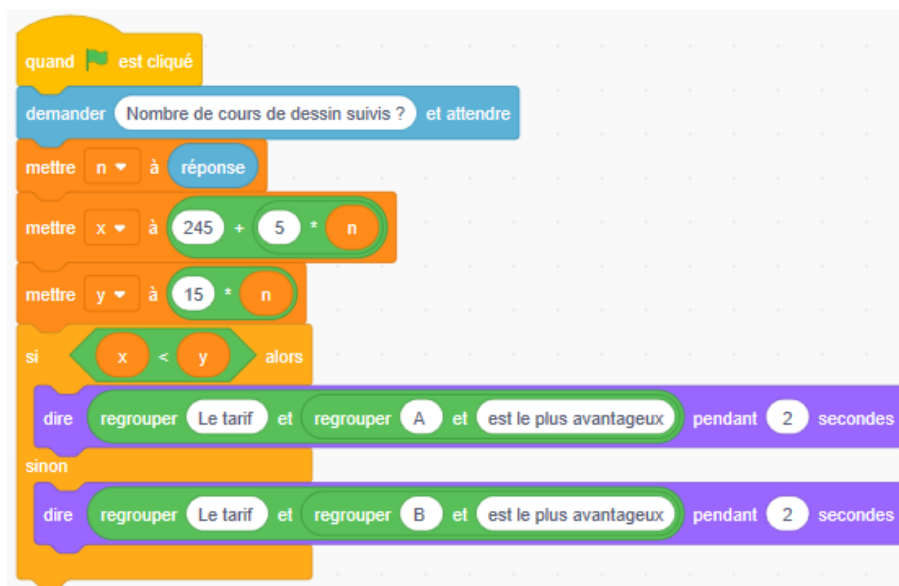 quand est cliqué
demander Nombre de cours de dessin suivis ? et attendre
mettre n à réponse
mettre x à 245 + 5 * n
mettre y à 15 * n
si x < y alors
dire regrouper Le tarif et regrouper A et est le plus avantageux pendant 2 secondes
sinon
dire regrouper Le tarif et regrouper B et est le plus avantageux pendant 2 secondes